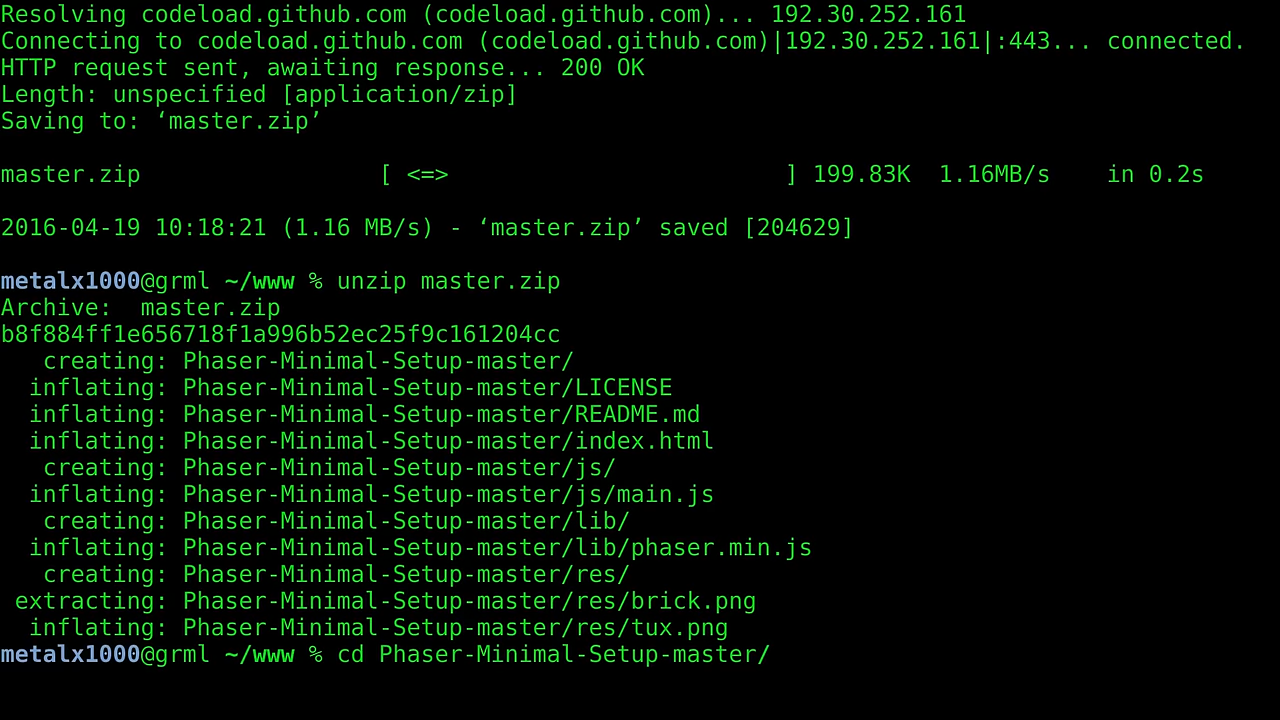 Resolving codeload.github.com (codeload.github.com)... 192.30.252.161
Connecting to codeload.github.com (codeload.github.com)|192.30.252.161|:443... connected.
HTTP request sent, awaiting response... 200 OK
Length: unspecified [application/zip]
Saving to: ‘master.zip’
master.zip                 [ <=>                        ] 199.83K  1.16MB/s    in 0.2s
2016-04-19 10:18:21 (1.16 MB/s) - ‘master.zip’ saved [204629]
metalx1000@grml ~/www % unzip master.zip
Archive:  master.zip
b8f884ff1e656718f1a996b52ec25f9c161204cc
   creating: Phaser-Minimal-Setup-master/
  inflating: Phaser-Minimal-Setup-master/LICENSE
  inflating: Phaser-Minimal-Setup-master/README.md
  inflating: Phaser-Minimal-Setup-master/index.html
   creating: Phaser-Minimal-Setup-master/js/
  inflating: Phaser-Minimal-Setup-master/js/main.js
   creating: Phaser-Minimal-Setup-master/lib/
  inflating: Phaser-Minimal-Setup-master/lib/phaser.min.js
   creating: Phaser-Minimal-Setup-master/res/
 extracting: Phaser-Minimal-Setup-master/res/brick.png
  inflating: Phaser-Minimal-Setup-master/res/tux.png
metalx1000@grml ~/www % cd Phaser-Minimal-Setup-master/